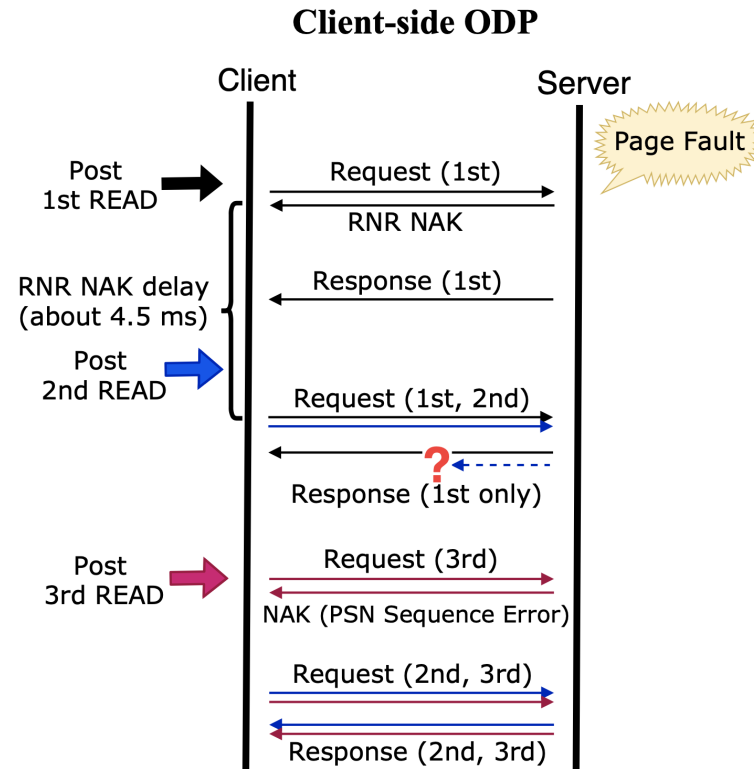 Client-side ODP
Client
Server
Page Fault
Post
1st READ
Request (1st)
RNR NAK
RNR NAK delay
(about 4.5 ms)
Response (1st)
Post
2nd READ
Request (1st, 2nd)
?
Response (1st only)
Post
3rd READ
Request (3rd)
NAK (PSN Sequence Error)
Request (2nd, 3rd)
Response (2nd, 3rd)